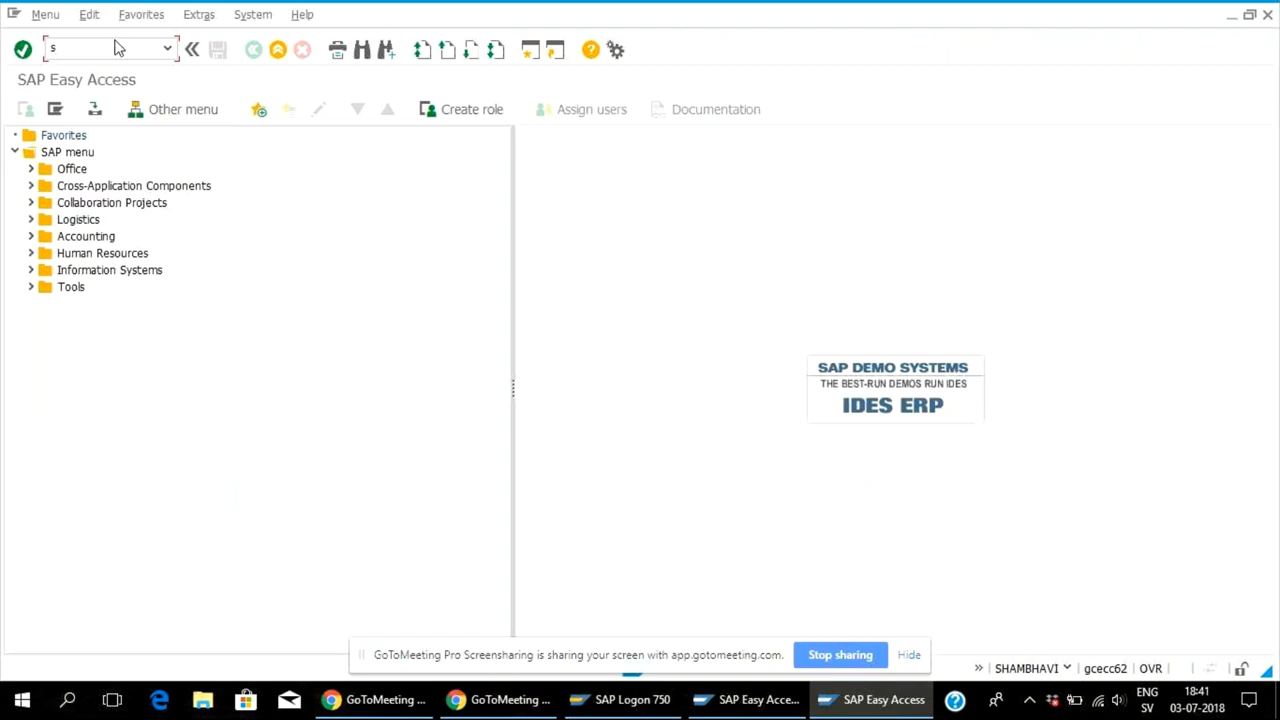 Menu Edit Favorites Extras System Help
s
SAP Easy Access
Other menu Create role Assign users Documentation
Favorites
SAP menu
Office
Cross-Application Components
Collaboration Projects
Logistics
Accounting
Human Resources
Information Systems
Tools
SAP DEMO SYSTEMS
THE BEST-RUN DEMOS RUN IDES
IDES ERP
GoToMeeting Pro Screensharing is sharing your screen with app.gotomeeting.com. Stop sharing Hide
SHAMBHAVI gcecc62 OVR
GoToMeeting ... GoToMeeting ... SAP Logon 750 SAP Easy Acce... SAP Easy Access ENG 18:41
SV 03-07-2018